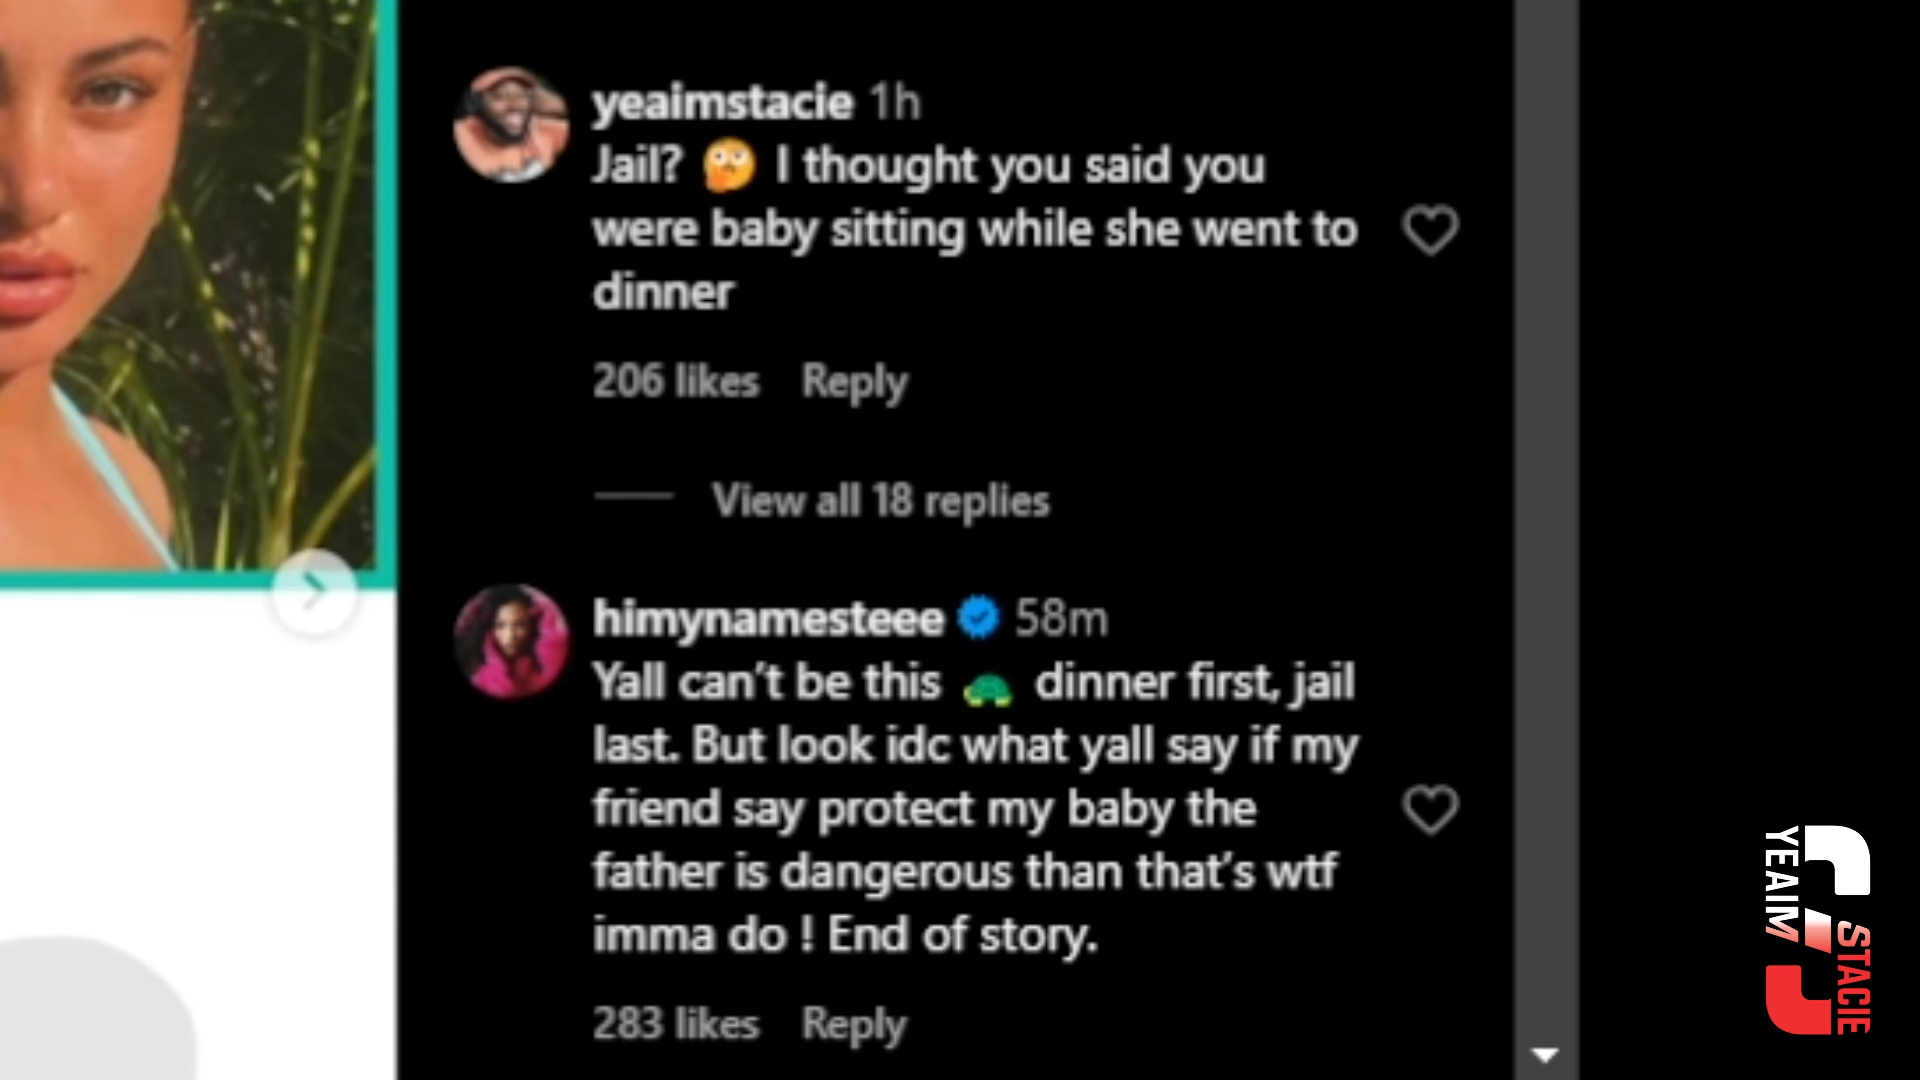 yeaimstacie 1h
Jail? 🤔 I thought you said you
were baby sitting while she went to
dinner
206 likes Reply
View all 18 replies
himynamesteee 58m
Yall can't be this 🐢 dinner first, jail
last. But look idc what yall say if my
friend say protect my baby the
father is dangerous than that's wtf
imma do ! End of story.
283 likes Reply
YEAIM
STACIE